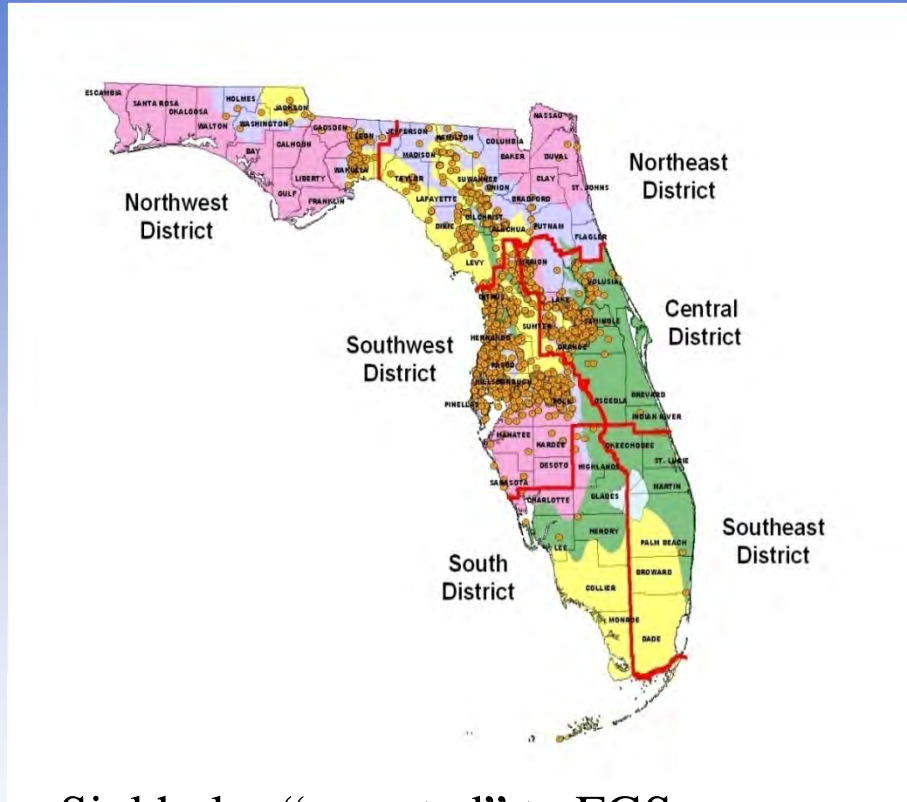 ESCAMBIA
SANTA ROSA
OKALOOSA
WALTON
HOLMES
WASHINGTON
JACKSON
BAY
CALHOUN
GULF
LIBERTY
FRANKLIN
GADSDEN
LEON
WAKULLA
JEFFERSON
MADISON
TAYLOR
HAMILTON
SUWANNEE
LAFAYETTE
DIXIE
COLUMBIA
BAKER
UNION
BRADFORD
GILCHRIST
ALACHUA
LEVY
NASSAU
DUVAL
CLAY
ST. JOHNS
PUTNAM
FLAGLER
Northwest
District
Northeast
District
MARION
VOLUSIA
CITRUS
LAKE
SUMTER
SEMINOLE
HERNANDO
ORANGE
PASCO
HILLSBOROUGH
PINELLAS
POLK
OSCEOLA
BREVARD
INDIAN RIVER
Central
District
Southwest
District
MANATEE
HARDEE
DESOTO
SARASOTA
HIGHLANDS
OKEECHOBEE
ST. LUCIE
MARTIN
CHARLOTTE
GLADES
LEE
HENDRY
PALM BEACH
COLLIER
BROWARD
MONROE
DADE
Southeast
District
South
District